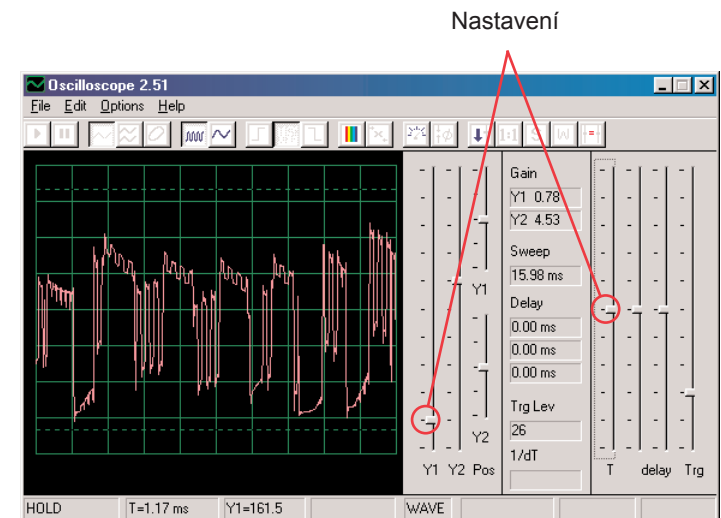 Nastavení
Oscilloscope 2.51
File Edit Options Help
1:1 S W
Gain
Y1 0.78
Y2 4.53
Sweep
15.98 ms
Y1
Delay
0.00 ms
0.00 ms
0.00 ms
Trg Lev
26
Y2
1/dT
Y1 Y2 Pos
T delay Trg
HOLD T=1.17 ms Y1=161.5 WAVE